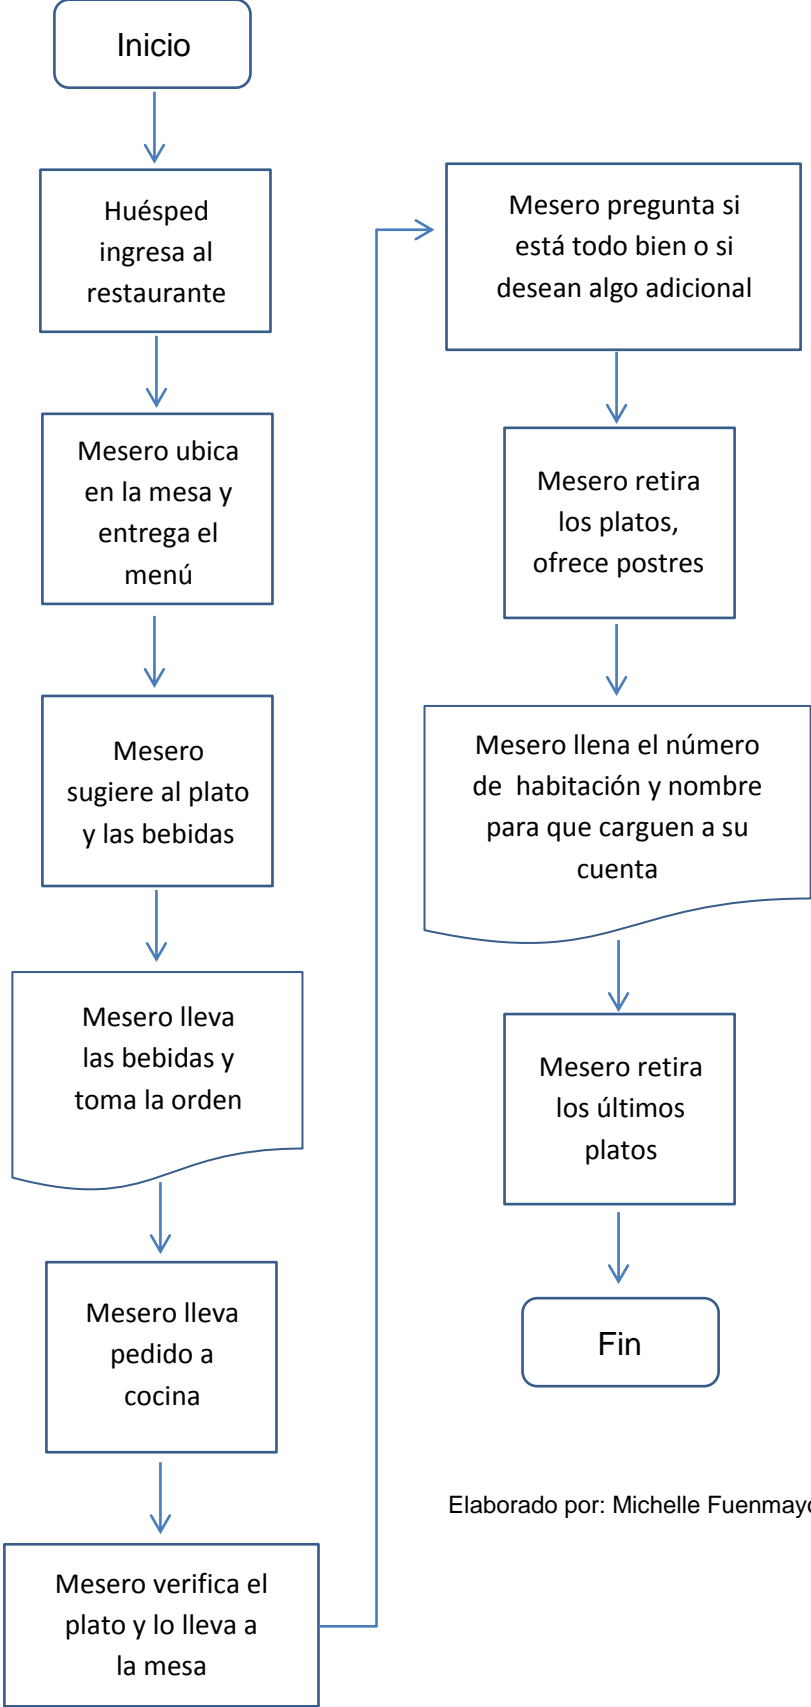 Inicio
Huésped
ingresa al
restaurante
Mesero ubica
en la mesa y
entrega el
menú
Mesero
sugiere al plato
y las bebidas
Mesero lleva
las bebidas y
toma la orden
Mesero lleva
pedido a
cocina
Mesero verifica el
plato y lo lleva a
la mesa
Mesero pregunta si
está todo bien o si
desean algo adicional
Mesero retira
los platos,
ofrece postres
Mesero llena el número
de habitación y nombre
para que carguen a su
cuenta
Mesero retira
los últimos
platos
Fin
Elaborado por: Michelle